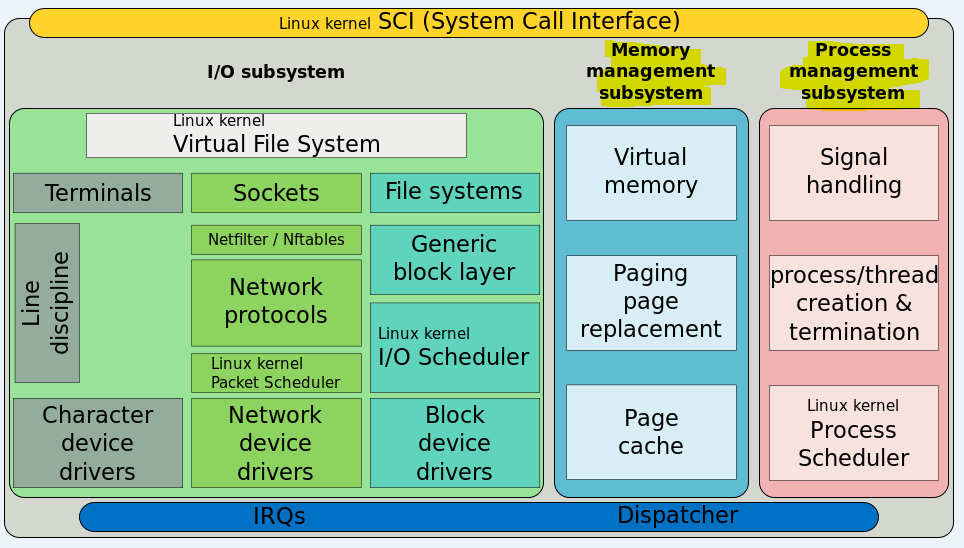 Linux kernel SCI (System Call Interface)
I/O subsystem
Memory
management
subsystem
Process
management
subsystem
Linux kernel
Virtual File System
Terminals
Sockets
File systems
Line
discipline
Netfilter / Nftables
Network
protocols
Linux kernel
Packet Scheduler
Generic
block layer
Linux kernel
I/O Scheduler
Character
device
drivers
Network
device
drivers
Block
device
drivers
Virtual
memory
Paging
page
replacement
Page
cache
Signal
handling
process/thread
creation &
termination
Linux kernel
Process
Scheduler
IRQs
Dispatcher